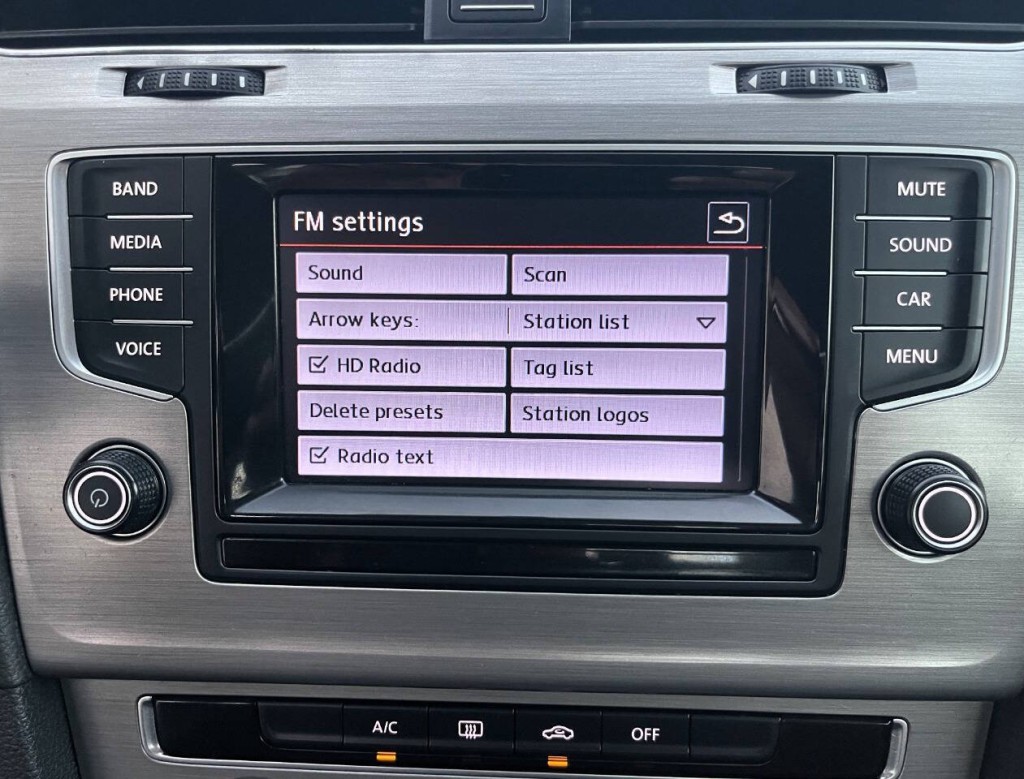 BAND
MEDIA
PHONE
VOICE
FM settings
Sound
Scan
Arrow keys:
Station list
HD Radio
Tag list
Delete presets
Station logos
Radio text
MUTE
SOUND
CAR
MENU
A/C
OFF